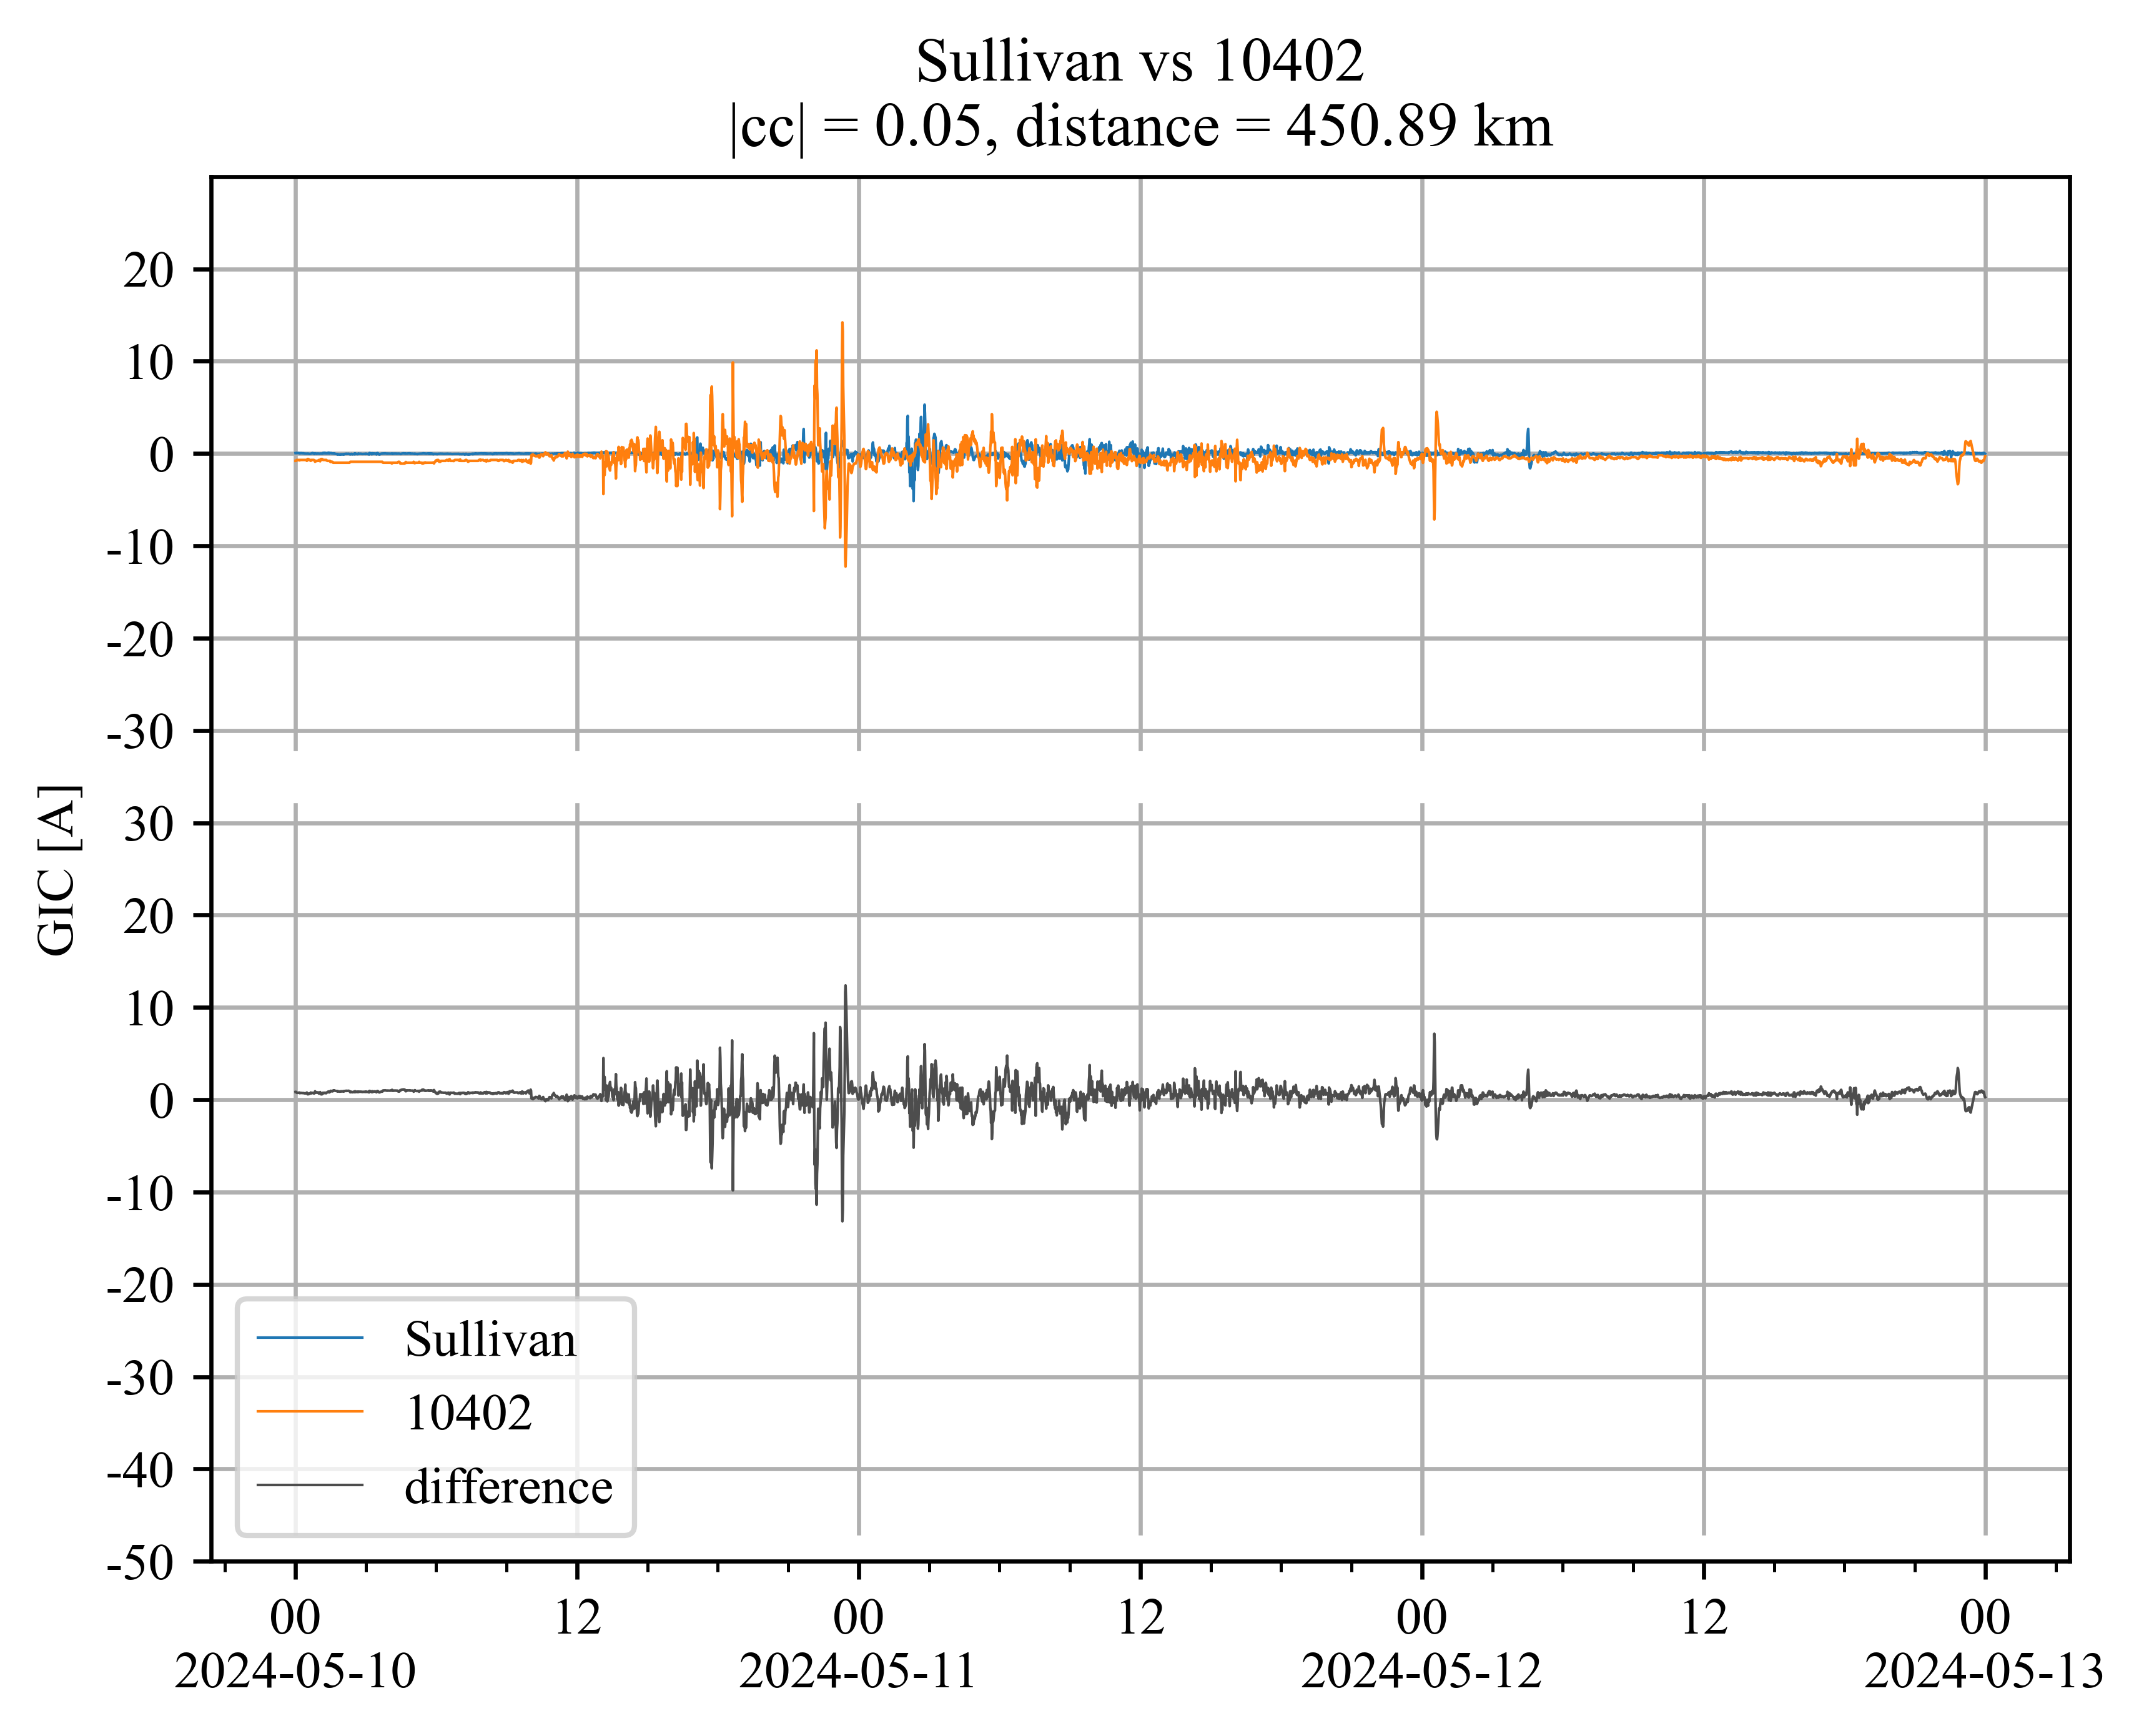 Sullivan vs 10402
|cc| = 0.05, distance = 450.89 km
20
10
0
-10
-20
-30
30
20
10
0
-10
-20
-30
-40
-50
GIC [A]
Sullivan
10402
difference
00 12 00 12 00 12 00
2024-05-10 2024-05-11 2024-05-12 2024-05-13